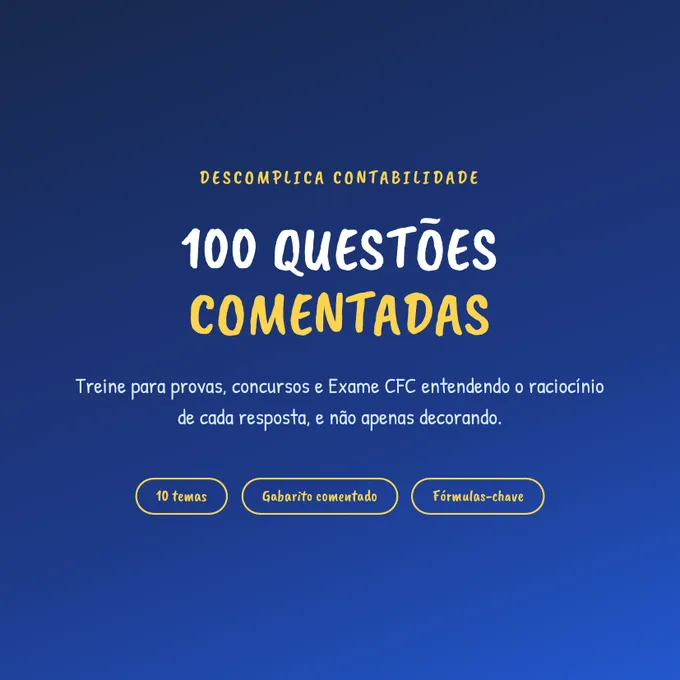 DESCOMPLICA CONTABILIDADE
100 QUESTÕES
COMENTADAS
Treine para provas, concursos e Exame CFC entendendo o raciocínio
de cada resposta, e não apenas decorando.
10 temas
Gabarito comentado
Fórmulas-chave